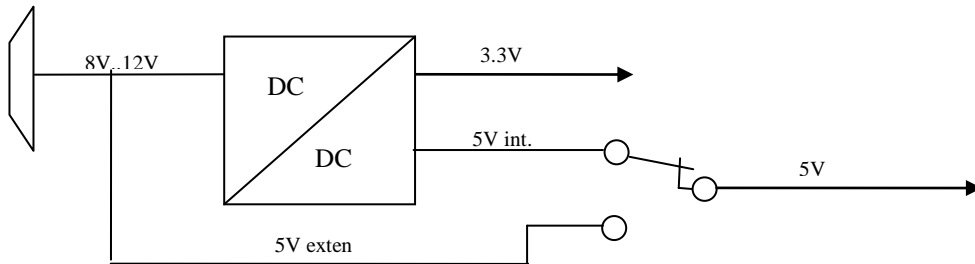 8V..12V
3.3V
DC
DC
5V int.
5V
5V exten